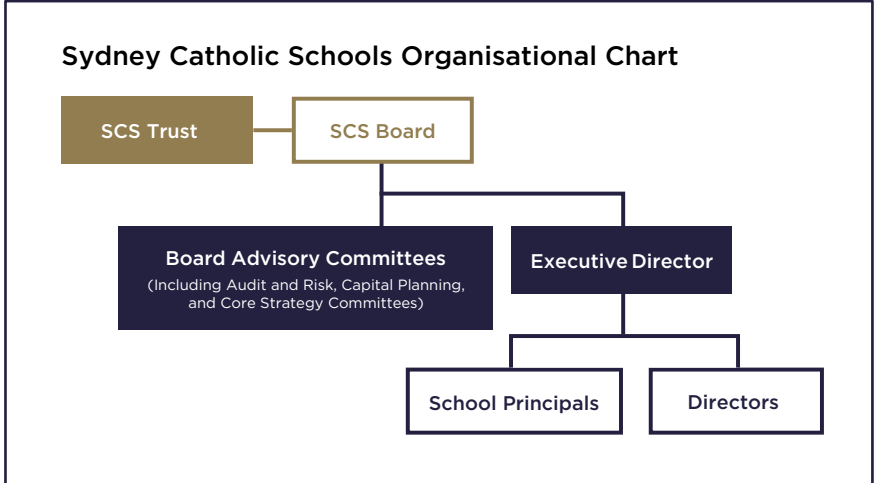 Sydney Catholic Schools Organisational Chart
SCS Trust
SCS Board
Board Advisory Committees
(Including Audit and Risk, Capital Planning,
and Core Strategy Committees)
Executive Director
School Principals
Directors